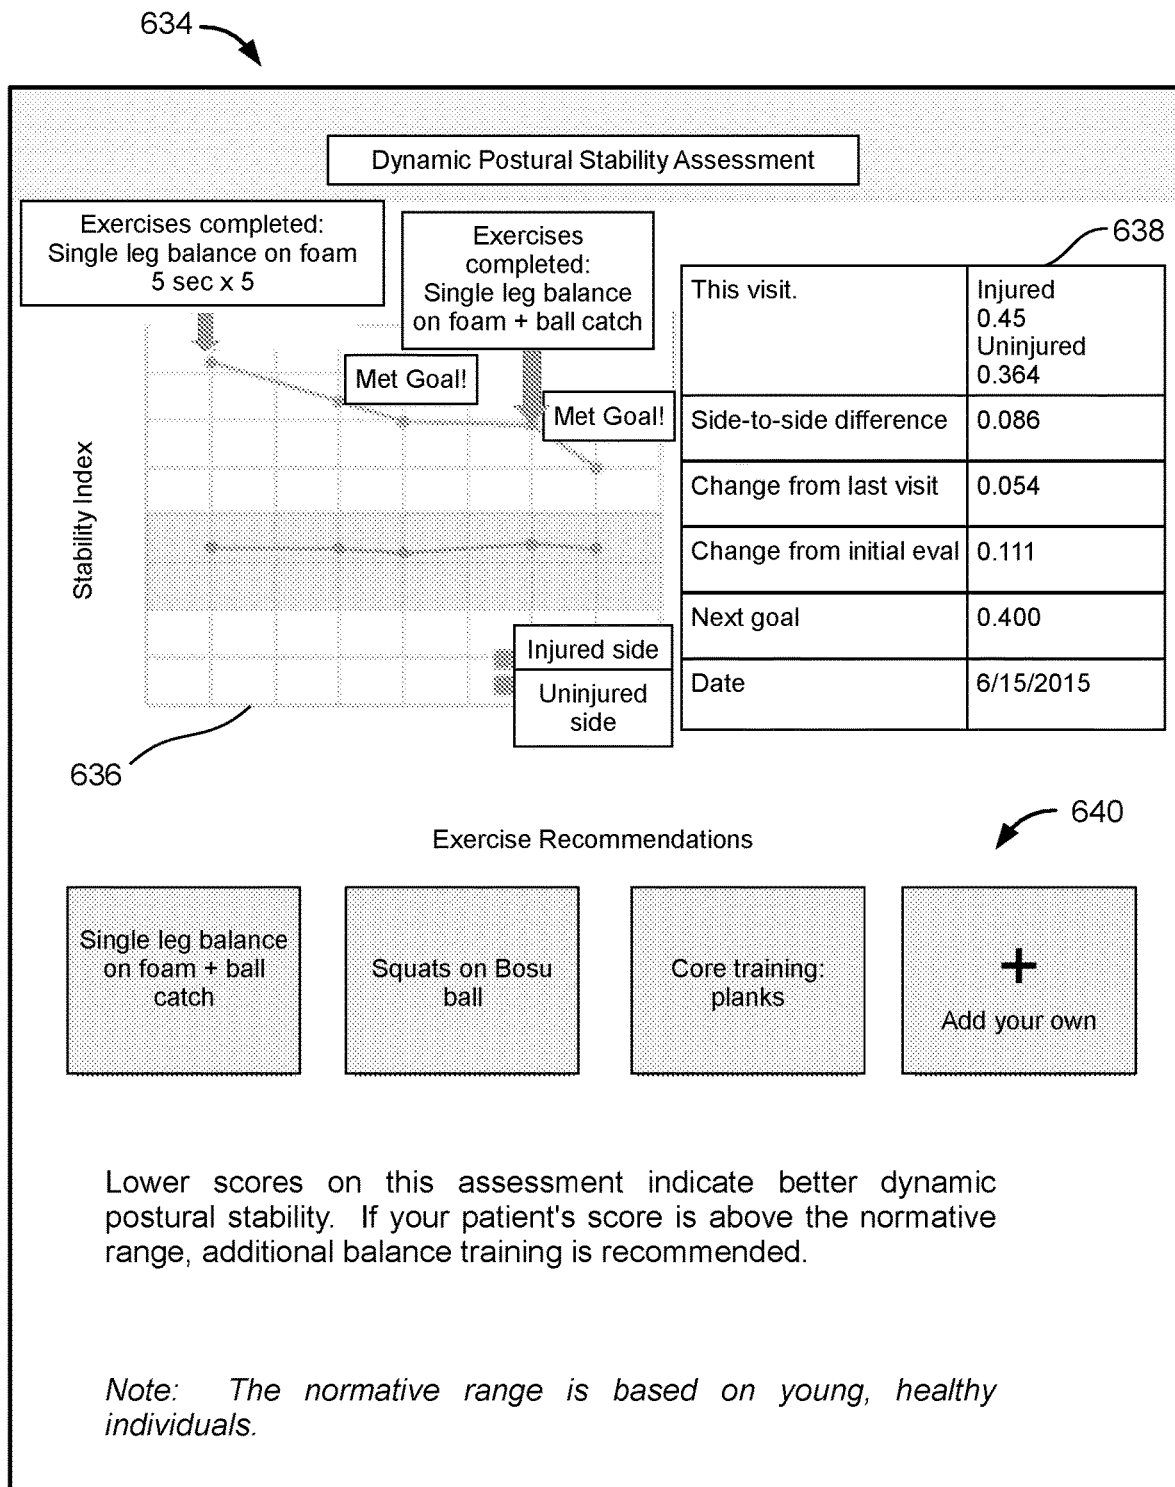 634
Dynamic Postural Stability Assessment
Exercises completed:
Single leg balance on foam
5 sec x 5
Exercises
completed:
Single leg balance
on foam + ball catch
638
Met Goal!
Met Goal!
Stability Index
Injured side
Uninjured
side
636
This visit.
Injured
0.45
Uninjured
0.364
Side-to-side difference
0.086
Change from last visit
0.054
Change from initial eval
0.111
Next goal
0.400
Date
6/15/2015
640
Exercise Recommendations
Single leg balance
on foam + ball
catch
Squats on Bosu
ball
Core training:
planks
+
Add your own
Lower scores on this assessment indicate better dynamic
postural stability. If your patient's score is above the normative
range, additional balance training is recommended.
Note: The normative range is based on young, healthy
individuals.